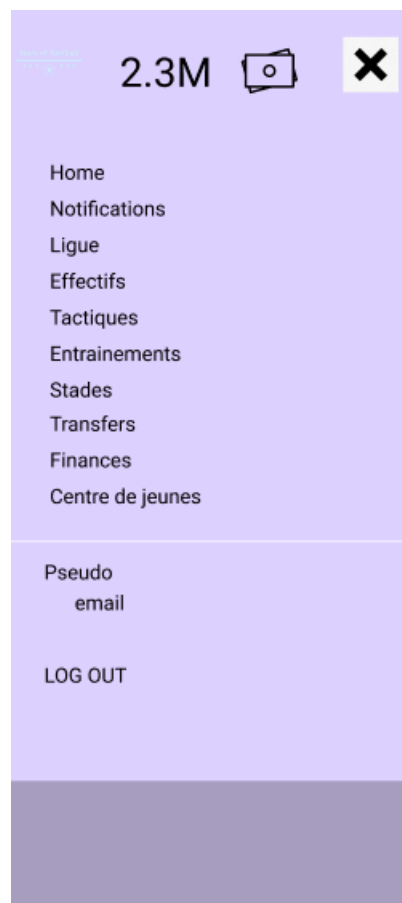 2.3M
Home
Notifications
Ligue
Effectifs
Tactiques
Entrainements
Stades
Transfers
Finances
Centre de jeunes
Pseudo
email
LOG OUT